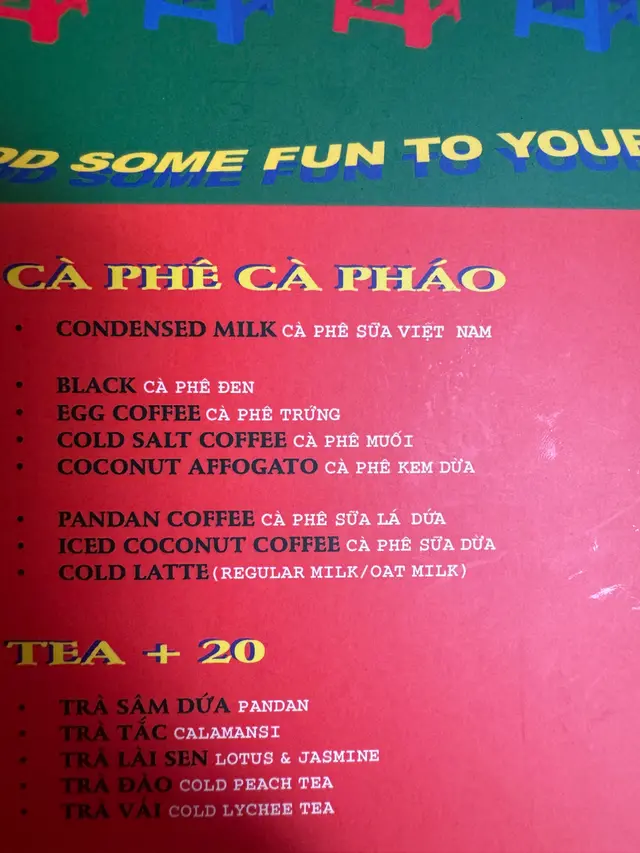 SOME FUN TO YOUR
CÀ PHÊ CÀ PHÁO
• CONDENSED MILK CÀ PHÊ SỮA VIỆT NAM
• BLACK CÀ PHÊ ĐEN
• EGG COFFEE CÀ PHÊ TRỨNG
• COLD SALT COFFEE CÀ PHÊ MUỐI
• COCONUT AFFOGATO CÀ PHÊ KEM DỪA
• PANDAN COFFEE CÀ PHÊ SỮA LÁ DỨA
• ICED COCONUT COFFEE CÀ PHÊ SỮA DỪA
• COLD LATTE(REGULAR MILK/OAT MILK)
TEA + 20
• TRÀ SÂM DỨA PANDAN
• TRÀ TẮC CALAMANSI
• TRÀ LÀI SEN LOTUS & JASMINE
• TRÀ ĐÀO COLD PEACH TEA
• TRÀ VẢI COLD LYCHEE TEA